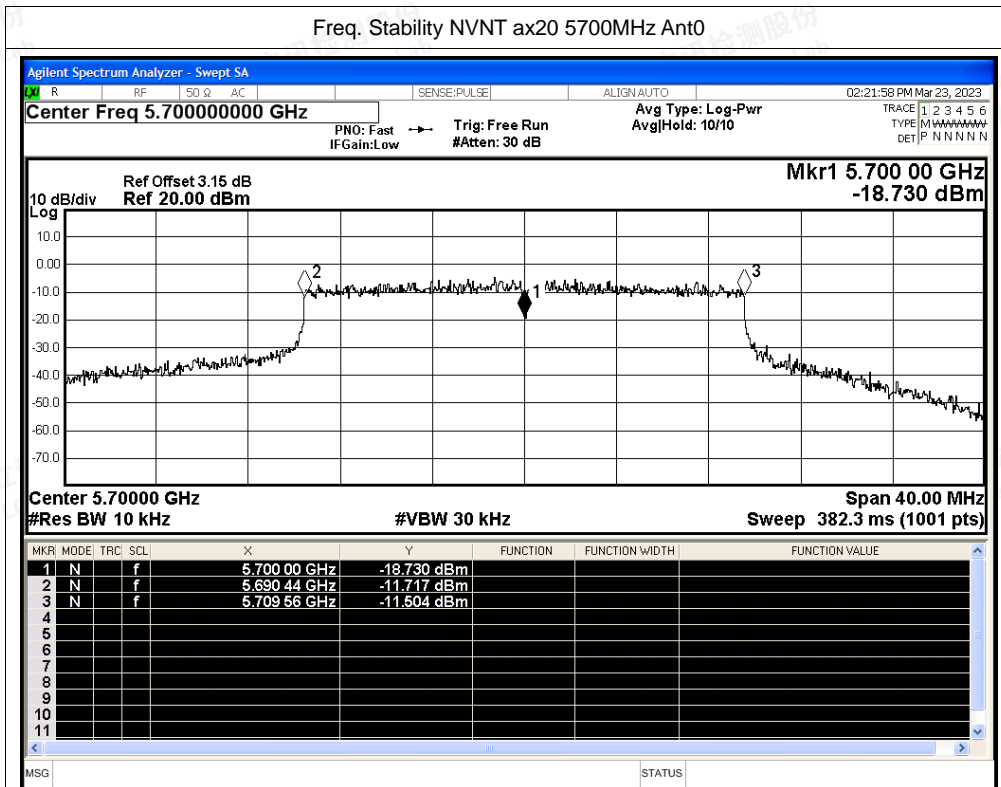 Freq. Stability NVNT ax20 5700MHz Ant0
Agilent Spectrum Analyzer - Swept SA
LXI R RF 50 Ω AC SENSE:PULSE ALIGN AUTO 02:21:58 PM Mar 23, 2023
Center Freq 5.700000000 GHz
Avg Type: Log-Pwr
TRACE 1 2 3 4 5 6
PNO: Fast Trig: Free Run Avg|Hold: 10/10
TYPE M WWWWW
IFGain:Low #Atten: 30 dB
DET P N N N N N
Mkr1 5.700 00 GHz
Ref Offset 3.15 dB
10 dB/div Ref 20.00 dBm -18.730 dBm
Log
10.0
0.00
2 3
-10.0
1
-20.0
-30.0
-40.0
-50.0
-60.0
-70.0
Center 5.70000 GHz Span 40.00 MHz
#Res BW 10 kHz #VBW 30 kHz Sweep 382.3 ms (1001 pts)
MKR MODE TRC SCL X Y FUNCTION FUNCTION WIDTH FUNCTION VALUE
1 N f 5.700 00 GHz -18.730 dBm
2 N f 5.690 44 GHz -11.717 dBm
3 N f 5.709 56 GHz -11.504 dBm
4
5
6
7
8
9
10
11
MSG STATUS